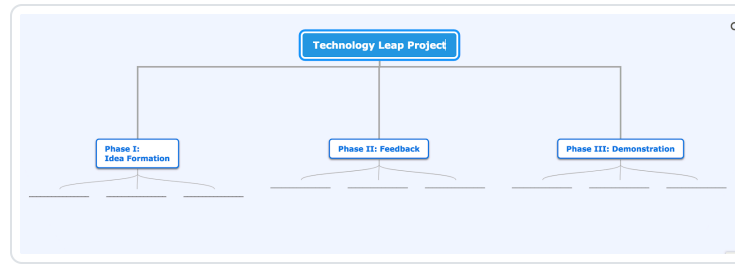 Technology Leap Project
Phase I:
Idea Formation
Phase II: Feedback
Phase III: Demonstration